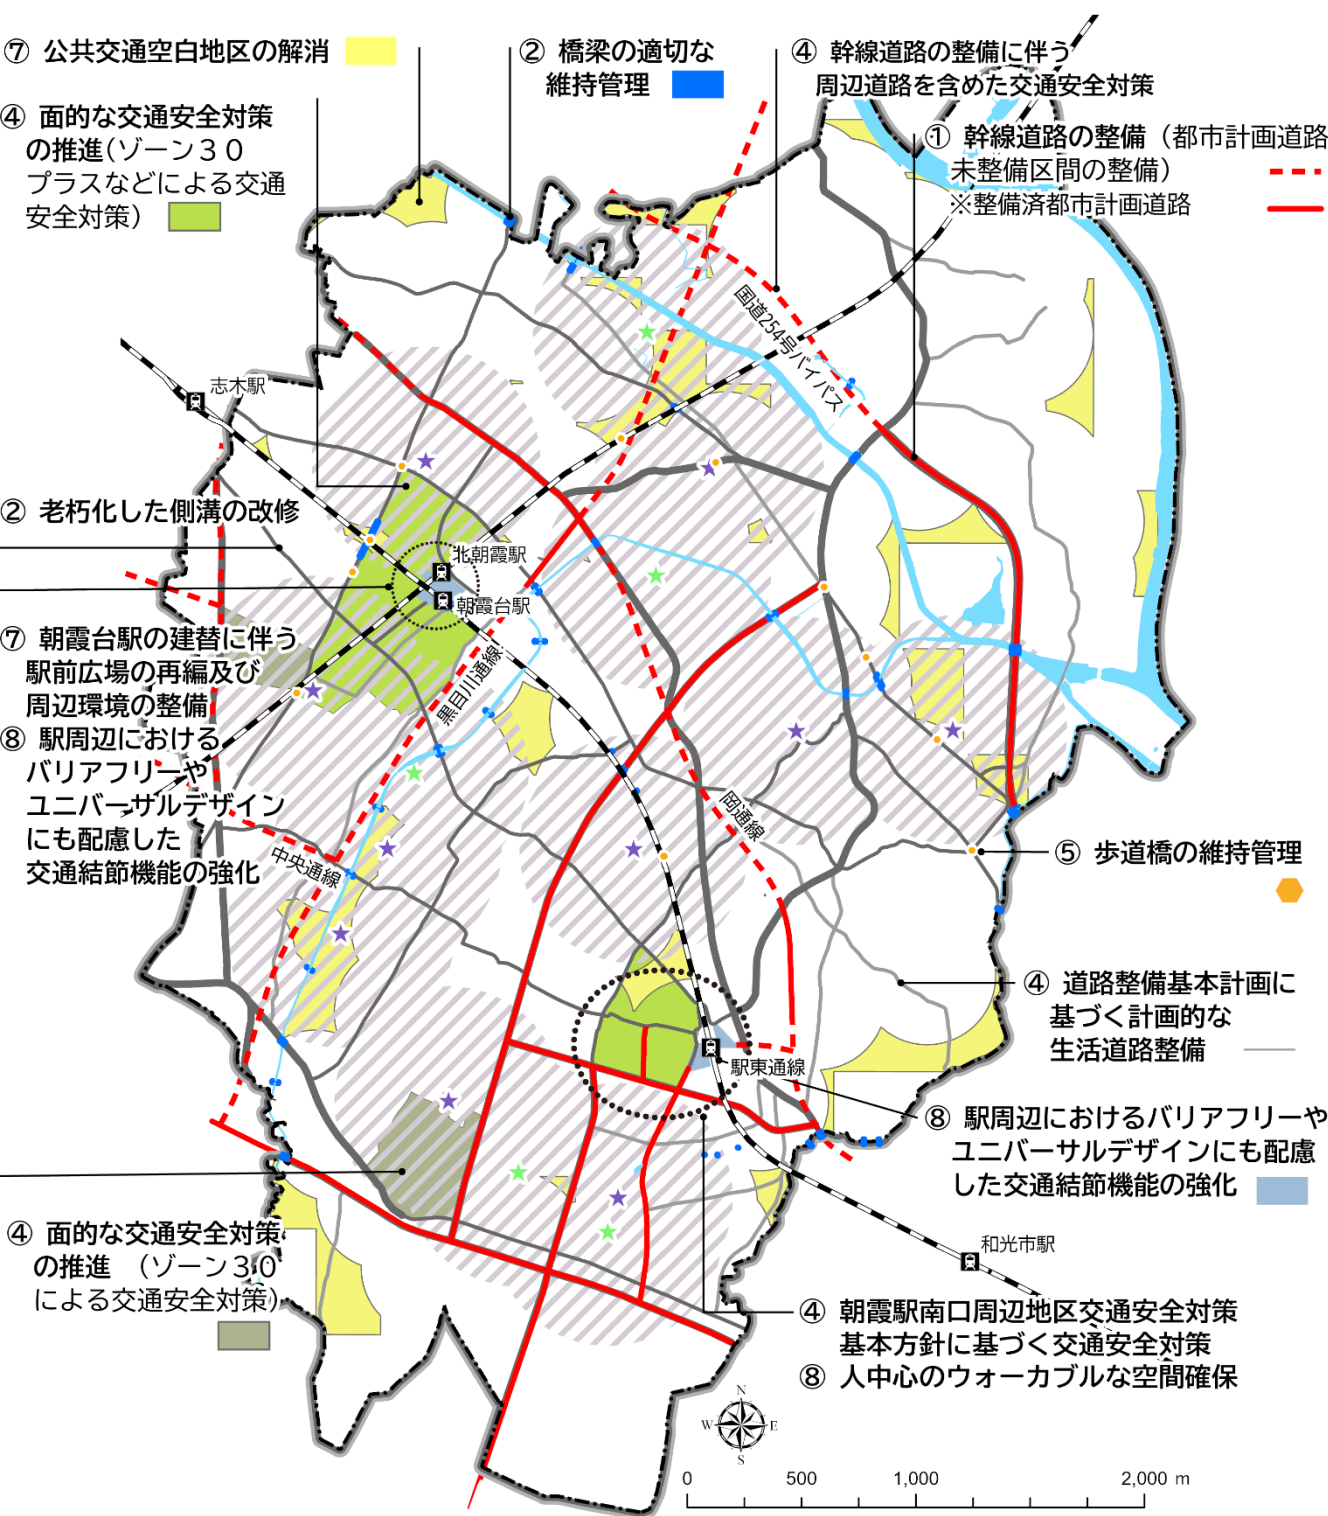 ⑦ 公共交通空白地区の解消
② 橋梁の適切な
維持管理
④ 幹線道路の整備に伴う
周辺道路を含めた交通安全対策
④ 面的な交通安全対策
の推進(ゾーン３０
プラスなどによる交通
安全対策）
① 幹線道路の整備（都市計画道路
未整備区間の整備）
※整備済都市計画道路
国道254号バイパス
志木駅
② 老朽化した側溝の改修
北朝霞駅
朝霞台駅
⑦ 朝霞台駅の建替に伴う
駅前広場の再編及び
周辺環境の整備
⑧ 駅周辺における
バリアフリーや
ユニバーサルデザイン
にも配慮した
交通結節機能の強化
黒目川通線
中央通線
岡通線
⑤ 歩道橋の維持管理
④ 道路整備基本計画に
基づく計画的な
生活道路整備
駅東通線
⑧ 駅周辺におけるバリアフリーや
ユニバーサルデザインにも配慮
した交通結節機能の強化
④ 面的な交通安全対策
の推進　（ゾーン３０
による交通安全対策）
和光市駅
④ 朝霞駅南口周辺地区交通安全対策
基本方針に基づく交通安全対策
⑧ 人中心のウォーカブルな空間確保
N
W E
S
0 500 1,000 2,000 m